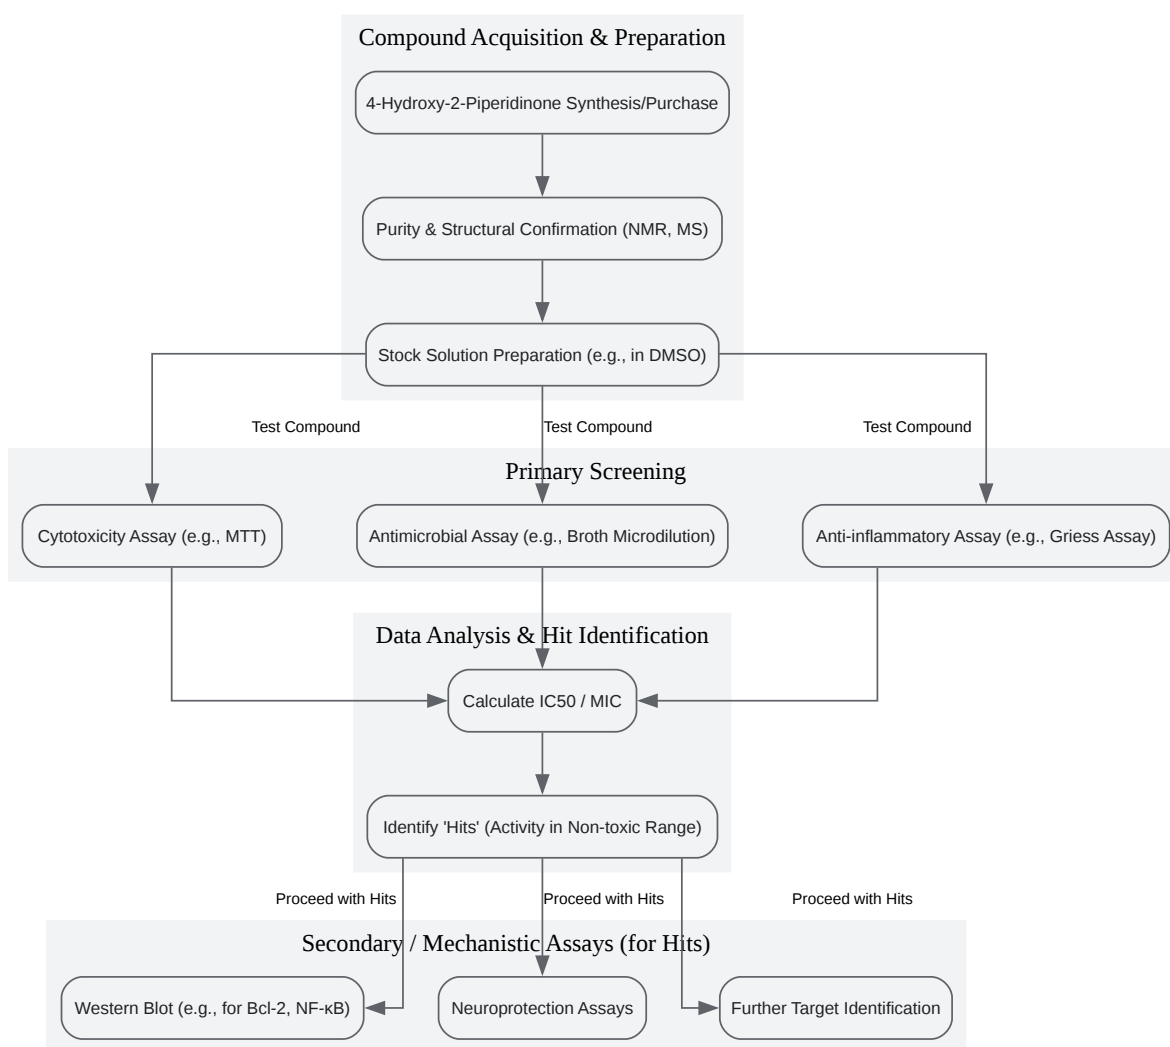 Compound Acquisition & Preparation
4-Hydroxy-2-Piperidinone Synthesis/Purchase
Purity & Structural Confirmation (NMR, MS)
Stock Solution Preparation (e.g., in DMSO)
Test Compound
Test Compound
Test Compound
Primary Screening
Cytotoxicity Assay (e.g., MTT)
Antimicrobial Assay (e.g., Broth Microdilution)
Anti-inflammatory Assay (e.g., Griess Assay)
Data Analysis & Hit Identification
Calculate IC50 / MIC
Identify 'Hits' (Activity in Non-toxic Range)
Proceed with Hits
Proceed with Hits
Proceed with Hits
Secondary / Mechanistic Assays (for Hits)
Western Blot (e.g., for Bcl-2, NF-κB)
Neuroprotection Assays
Further Target Identification